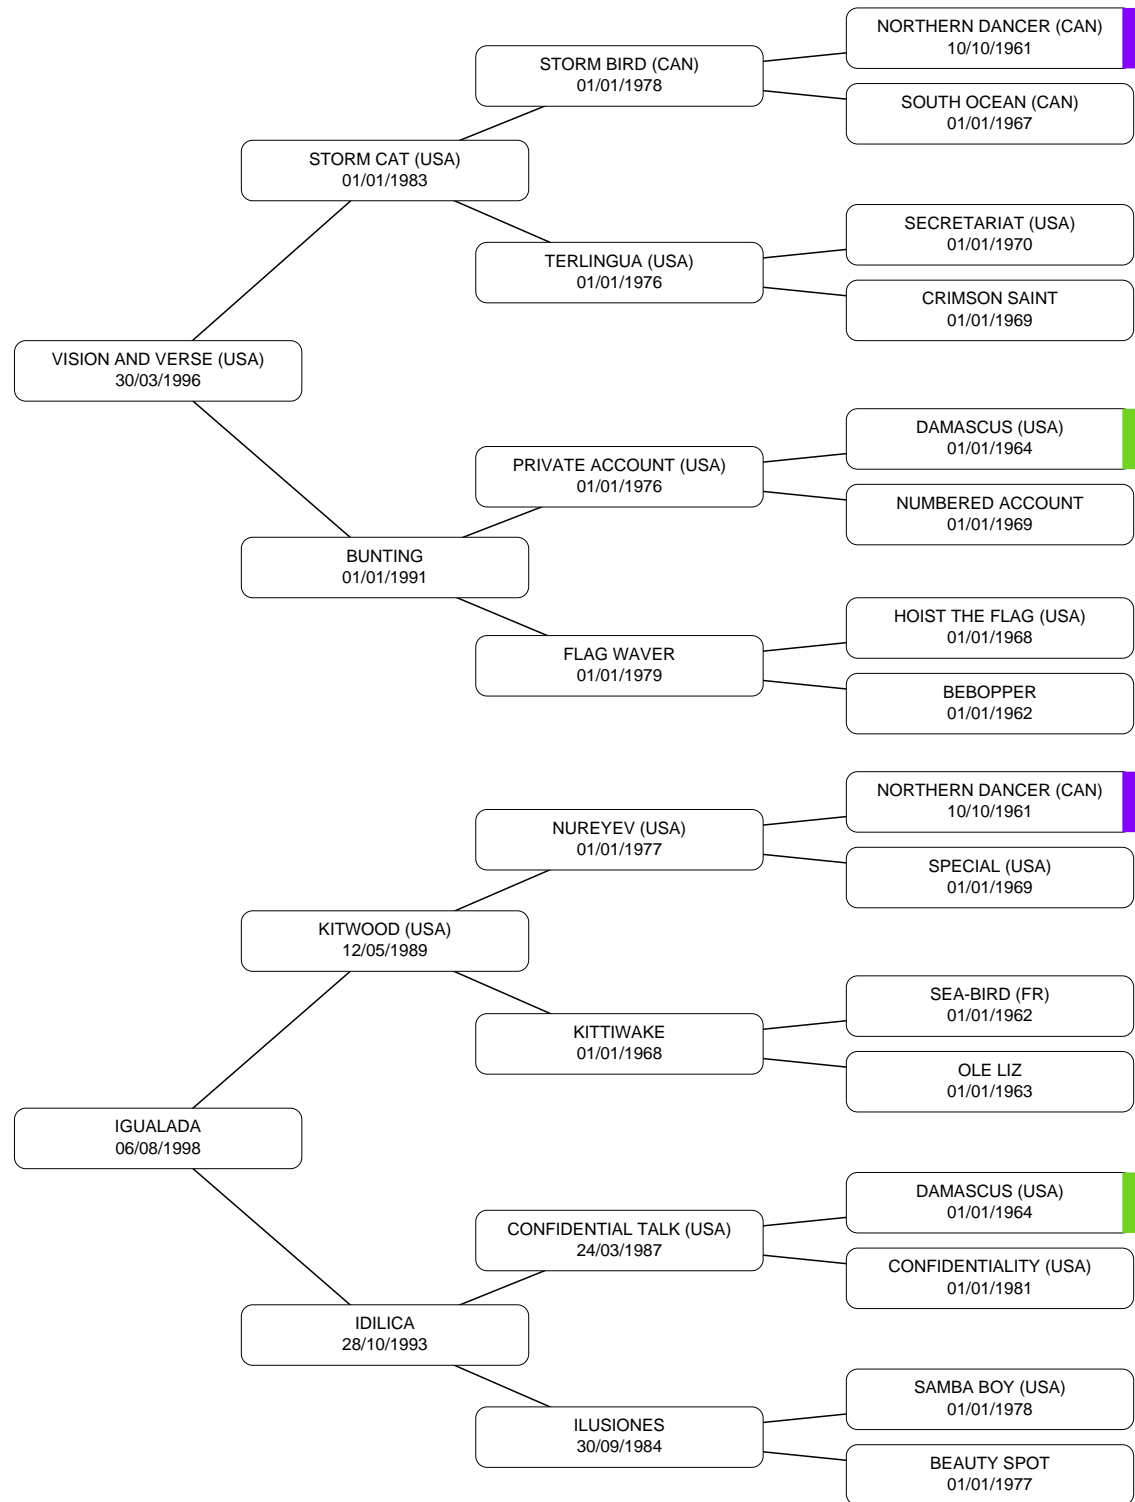 NORTHERN DANCER (CAN)
10/10/1961
STORM BIRD (CAN)
01/01/1978
SOUTH OCEAN (CAN)
01/01/1967
STORM CAT (USA)
01/01/1983
SECRETARIAT (USA)
01/01/1970
TERLINGUA (USA)
01/01/1976
CRIMSON SAINT
01/01/1969
VISION AND VERSE (USA)
30/03/1996
DAMASCUS (USA)
01/01/1964
PRIVATE ACCOUNT (USA)
01/01/1976
NUMBERED ACCOUNT
01/01/1969
BUNTING
01/01/1991
HOIST THE FLAG (USA)
01/01/1968
FLAG WAVER
01/01/1979
BEBOPPER
01/01/1962
NORTHERN DANCER (CAN)
10/10/1961
NUREYEV (USA)
01/01/1977
SPECIAL (USA)
01/01/1969
KITWOOD (USA)
12/05/1989
SEA-BIRD (FR)
01/01/1962
KITTIWAKE
01/01/1968
OLE LIZ
01/01/1963
IGUALADA
06/08/1998
DAMASCUS (USA)
01/01/1964
CONFIDENTIAL TALK (USA)
24/03/1987
CONFIDENTIALITY (USA)
01/01/1981
IDILICA
28/10/1993
SAMBA BOY (USA)
01/01/1978
ILUSIONES
30/09/1984
BEAUTY SPOT
01/01/1977